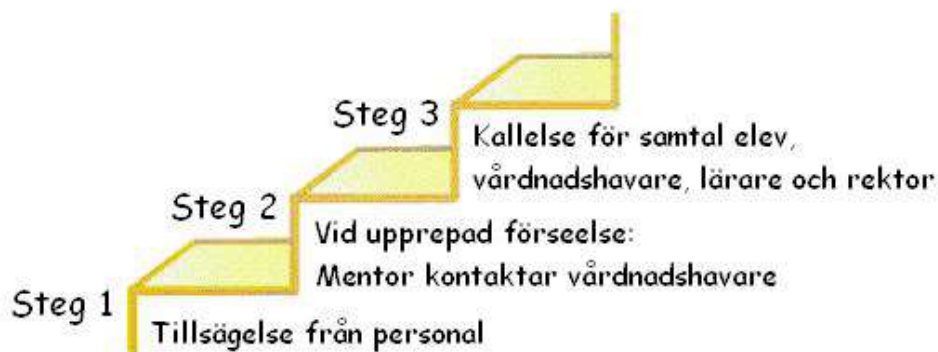 Steg 3
Kallelse för samtal elev,
vårdnadshavare, lärare och rektor
Steg 2
Vid upprepad förseelse:
Mentor kontaktar vårdnadshavare
Steg 1
Tillsägelse från personal